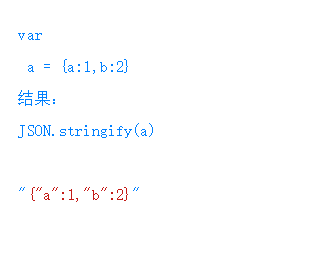 var
a = {a:1,b:2}
结果:
JSON.stringify(a)
"{"a":1,"b":2}"